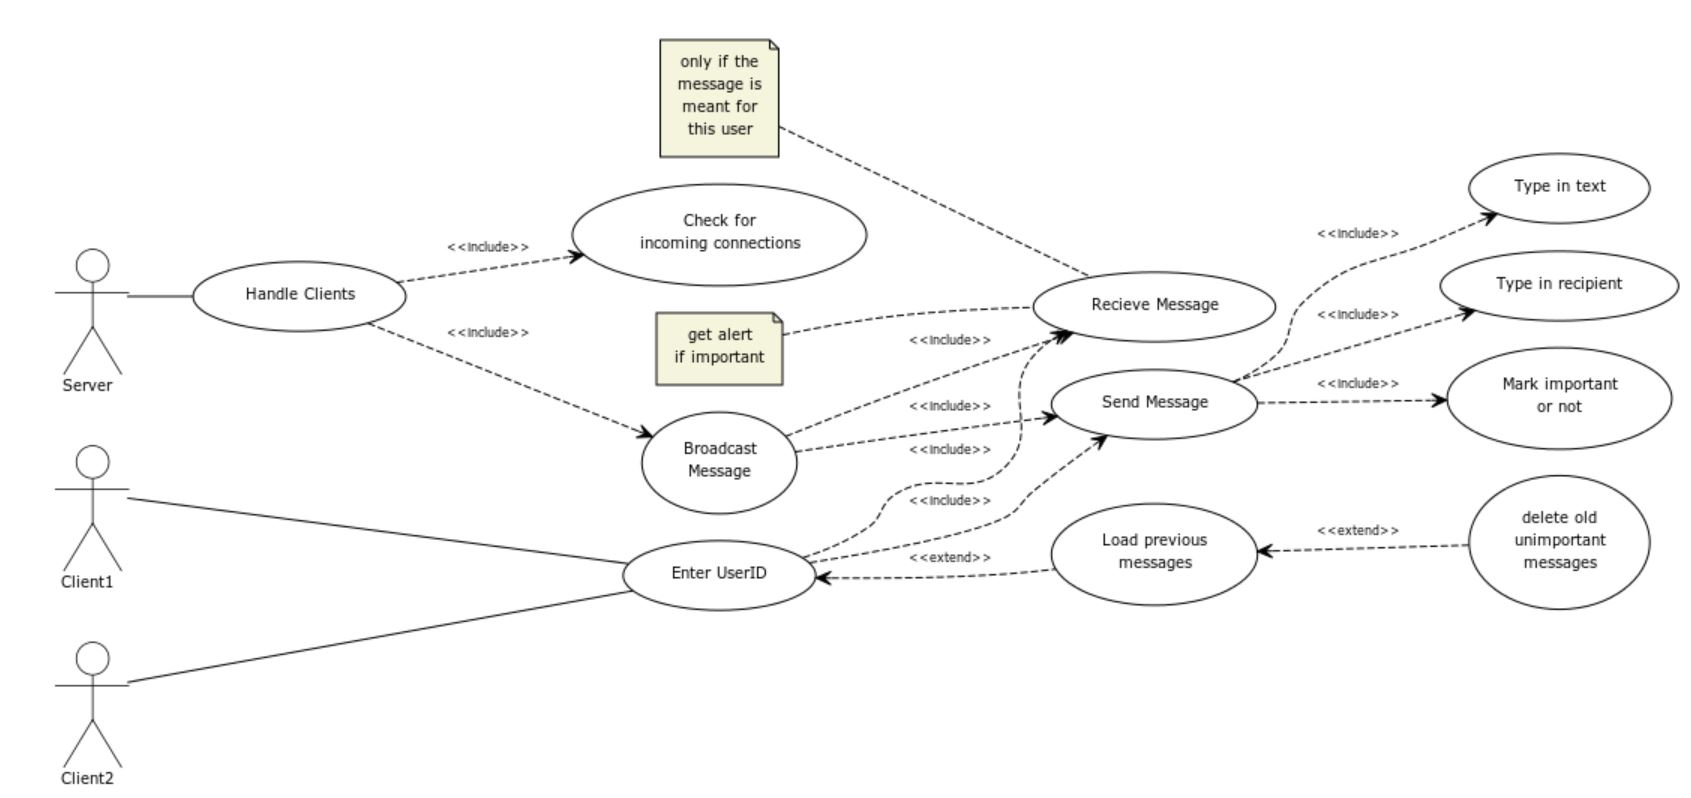 only if the
message is
meant for
this user
Type in text
<<include>>
Check for
incoming connections
<<include>>
Type in recipient
Handle Clients
Recieve Message
<<include>>
<<include>>
get alert
if important
<<include>>
Server
Mark important
or not
<<include>>
Send Message
<<include>>
Broadcast
Message
<<include>>
<<include>>
delete old
unimportant
messages
<<extend>>
Load previous
messages
<<extend>>
Enter UserID
Client1
Client2